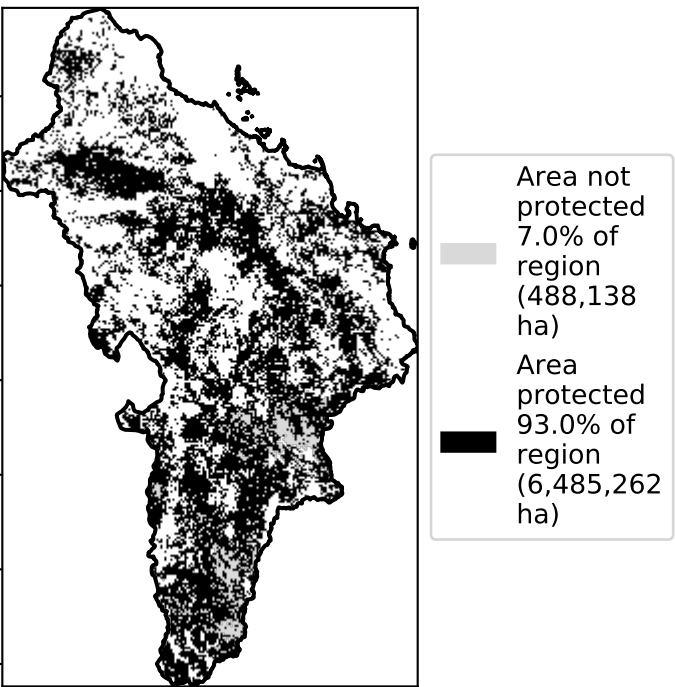 Area not
protected
7.0% of
region
(488,138
ha)
Area
protected
93.0% of
region
(6,485,262
ha)